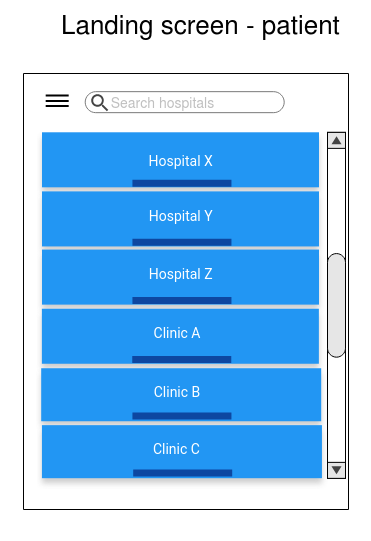 Landing screen - patient
Search hospitals
Hospital X
Hospital Y
Hospital Z
Clinic A
Clinic B
Clinic C